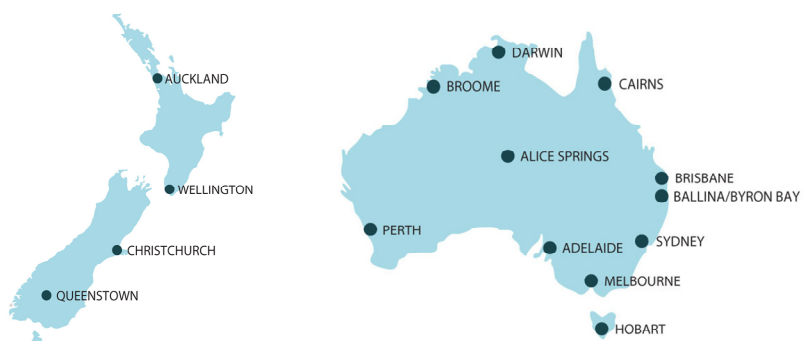 AUCKLAND
WELLINGTON
CHRISTCHURCH
QUEENSTOWN
DARWIN
BROOME
CAIRNS
ALICE SPRINGS
BRISBANE
BALLINA/BYRON BAY
PERTH
ADELAIDE
SYDNEY
MELBOURNE
HOBART